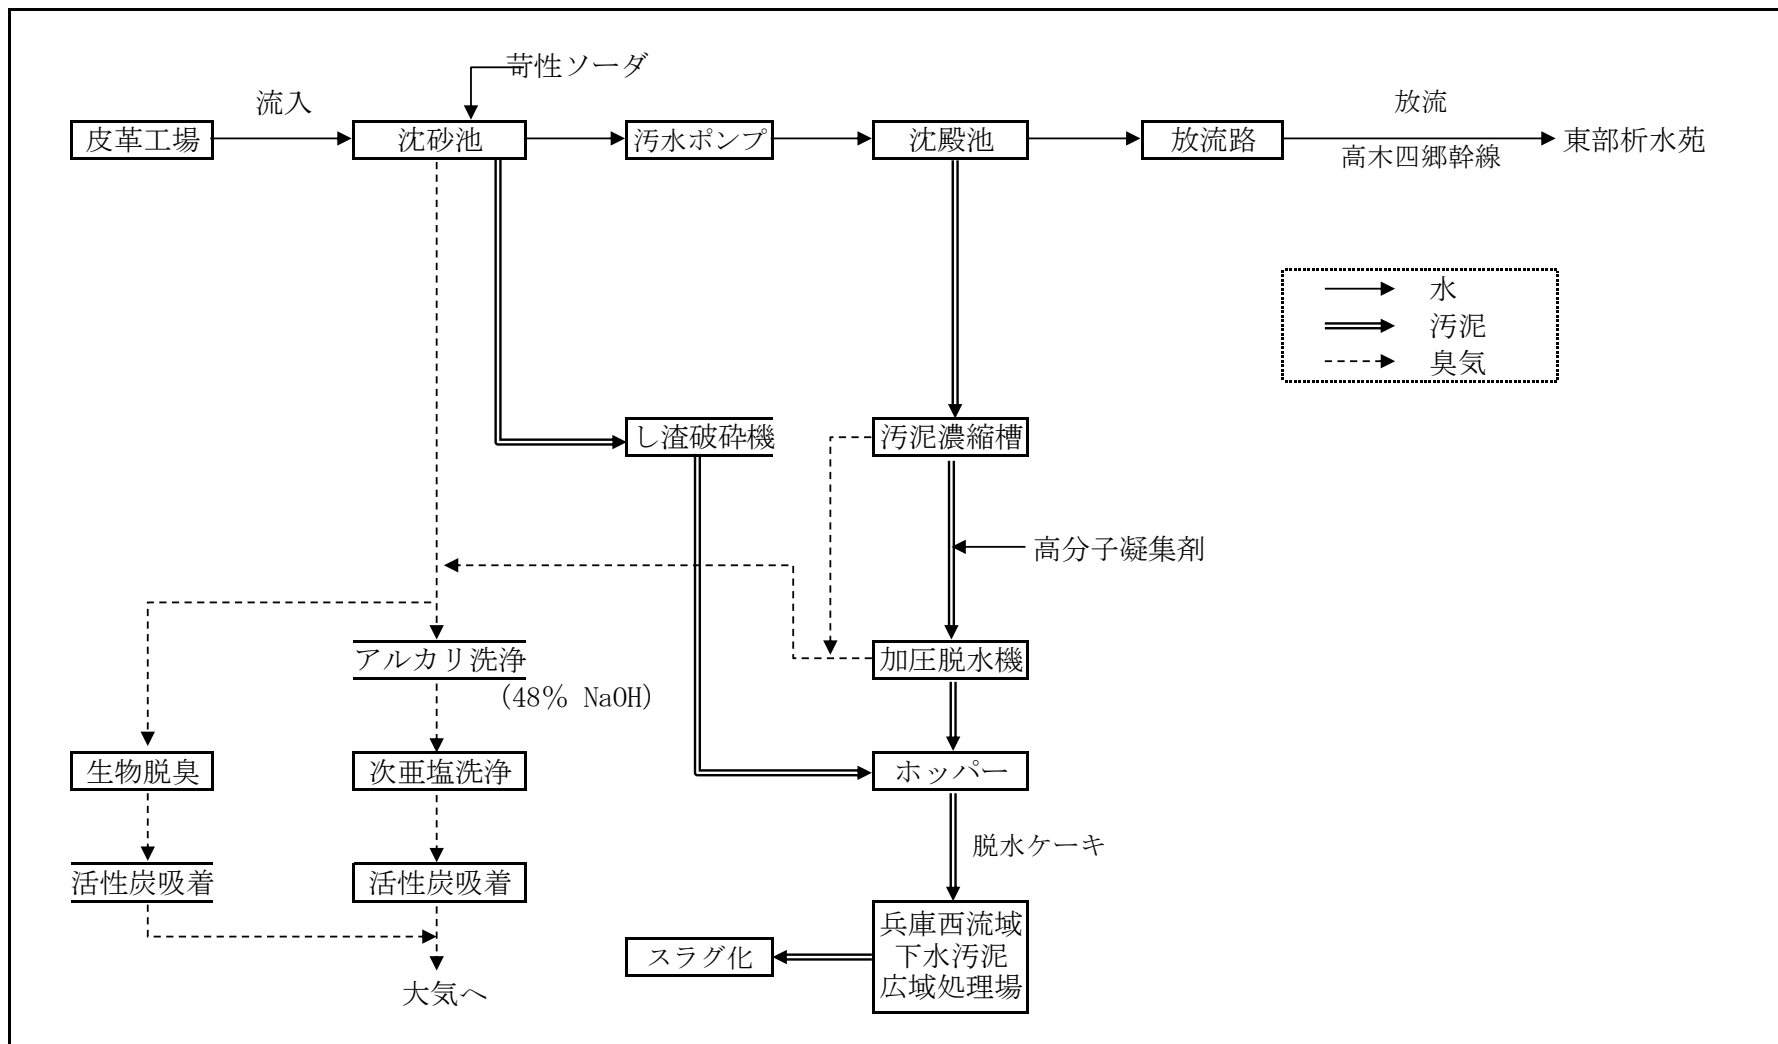 苛性ソーダ
流入
放流
皮革工場
沈砂池
汚水ポンプ
沈殿池
放流路
東部析水苑
高木四郷幹線
水
汚泥
臭気
し渣破砕機
汚泥濃縮槽
高分子凝集剤
アルカリ洗浄
加圧脱水機
(48% NaOH)
生物脱臭
次亜塩洗浄
ホッパー
脱水ケーキ
活性炭吸着
活性炭吸着
兵庫西流域
下水汚泥
広域処理場
スラグ化
大気へ